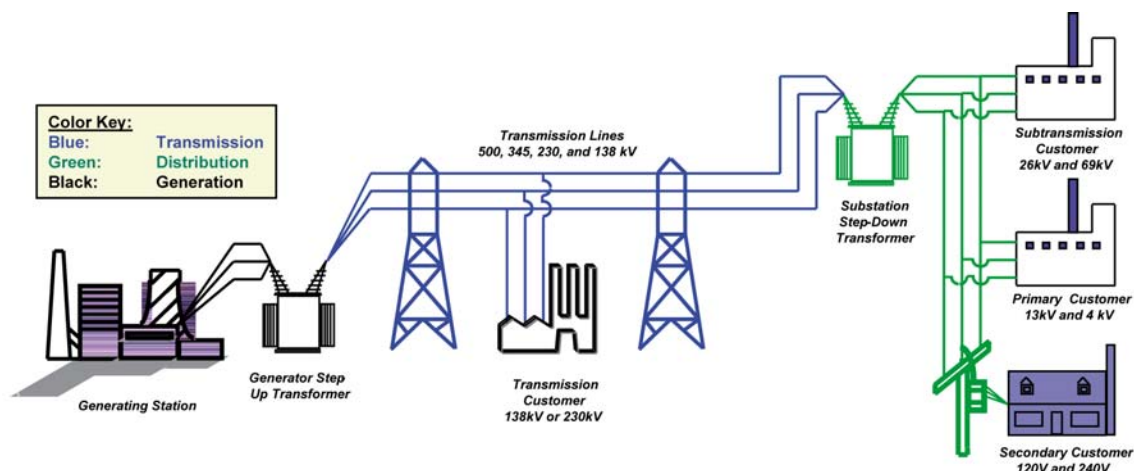 Color Key:
Blue: Transmission
Green: Distribution
Black: Generation
Transmission Lines
500, 345, 230, and 138 kV
Subtransmission
Customer
26kV and 69kV
Substation
Step-Down
Transformer
Primary Customer
13kV and 4 kV
Generating Station
Generator Step
Up Transformer
Transmission
Customer
138kV or 230kV
Secondary Customer
120V and 240V